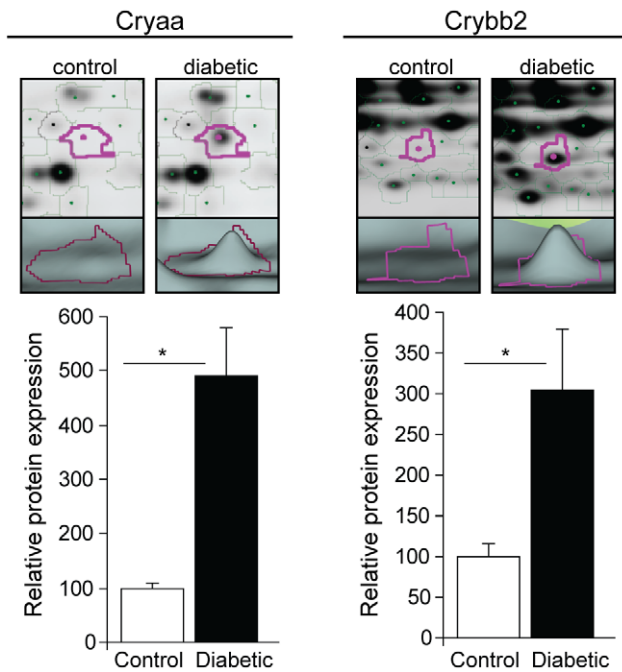 Cryaa
control diabetic
Relative protein expression
600
500
400
300
200
100
0
*
Control Diabetic
Crybb2
control diabetic
Relative protein expression
400
350
300
250
200
150
100
50
0
*
Control Diabetic